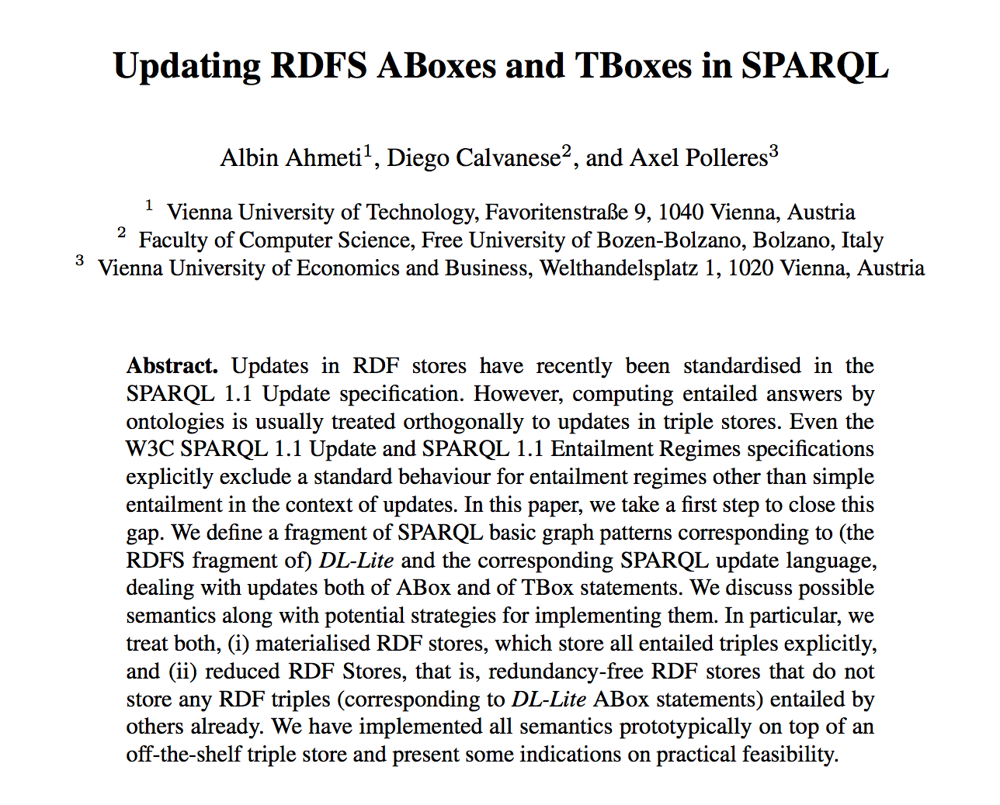 Updating RDFS ABoxes and TBoxes in SPARQL
Albin Ahmeti1, Diego Calvanese2, and Axel Polleres3
1 Vienna University of Technology, Favoritenstraße 9, 1040 Vienna, Austria
2 Faculty of Computer Science, Free University of Bozen-Bolzano, Bolzano, Italy
3 Vienna University of Economics and Business, Welthandelsplatz 1, 1020 Vienna, Austria
Abstract. Updates in RDF stores have recently been standardised in the
SPARQL 1.1 Update specification. However, computing entailed answers by
ontologies is usually treated orthogonally to updates in triple stores. Even the
W3C SPARQL 1.1 Update and SPARQL 1.1 Entailment Regimes specifications
explicitly exclude a standard behaviour for entailment regimes other than simple
entailment in the context of updates. In this paper, we take a first step to close this
gap. We define a fragment of SPARQL basic graph patterns corresponding to (the
RDFS fragment of) DL-Lite and the corresponding SPARQL update language,
dealing with updates both of ABox and of TBox statements. We discuss possible
semantics along with potential strategies for implementing them. In particular, we
treat both, (i) materialised RDF stores, which store all entailed triples explicitly,
and (ii) reduced RDF Stores, that is, redundancy-free RDF stores that do not
store any RDF triples (corresponding to DL-Lite ABox statements) entailed by
others already. We have implemented all semantics prototypically on top of an
off-the-shelf triple store and present some indications on practical feasibility.